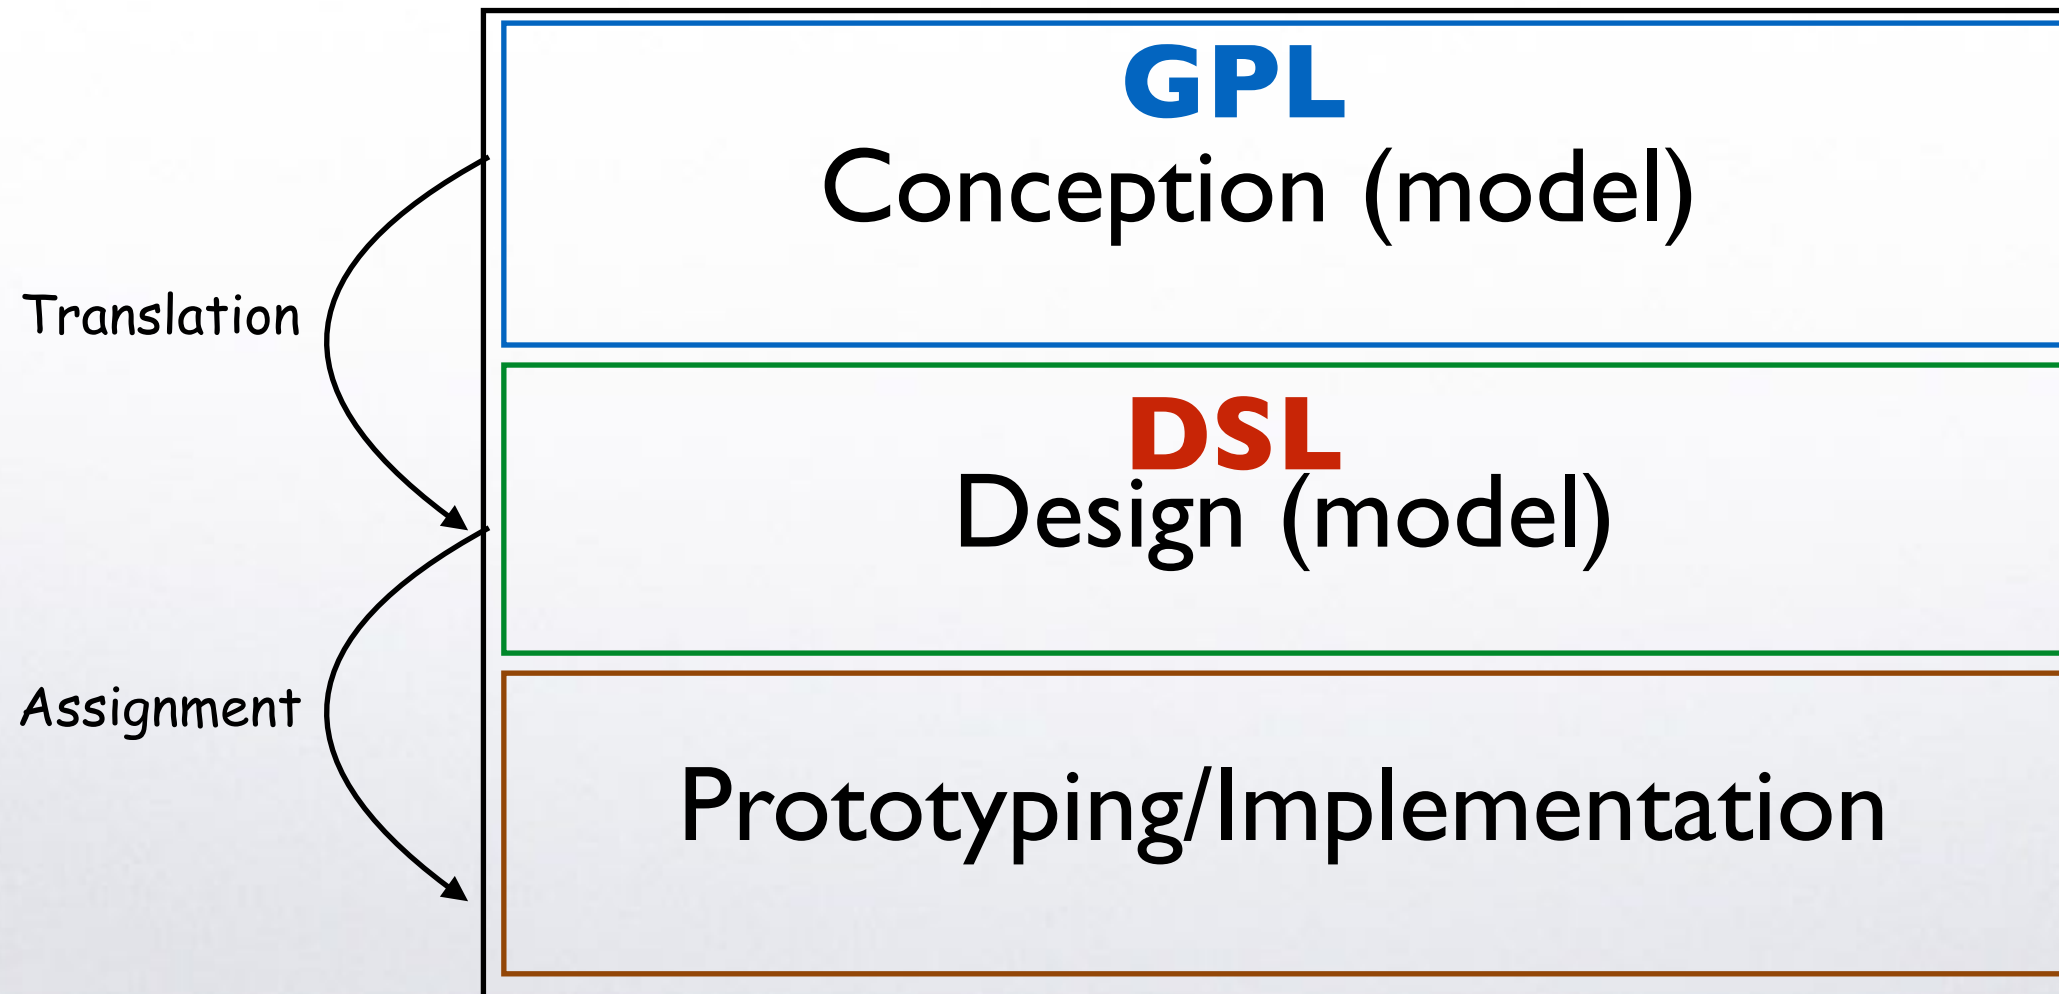 GPL
Conception (model)
Translation
DSL
Design (model)
Assignment
Prototyping/Implementation